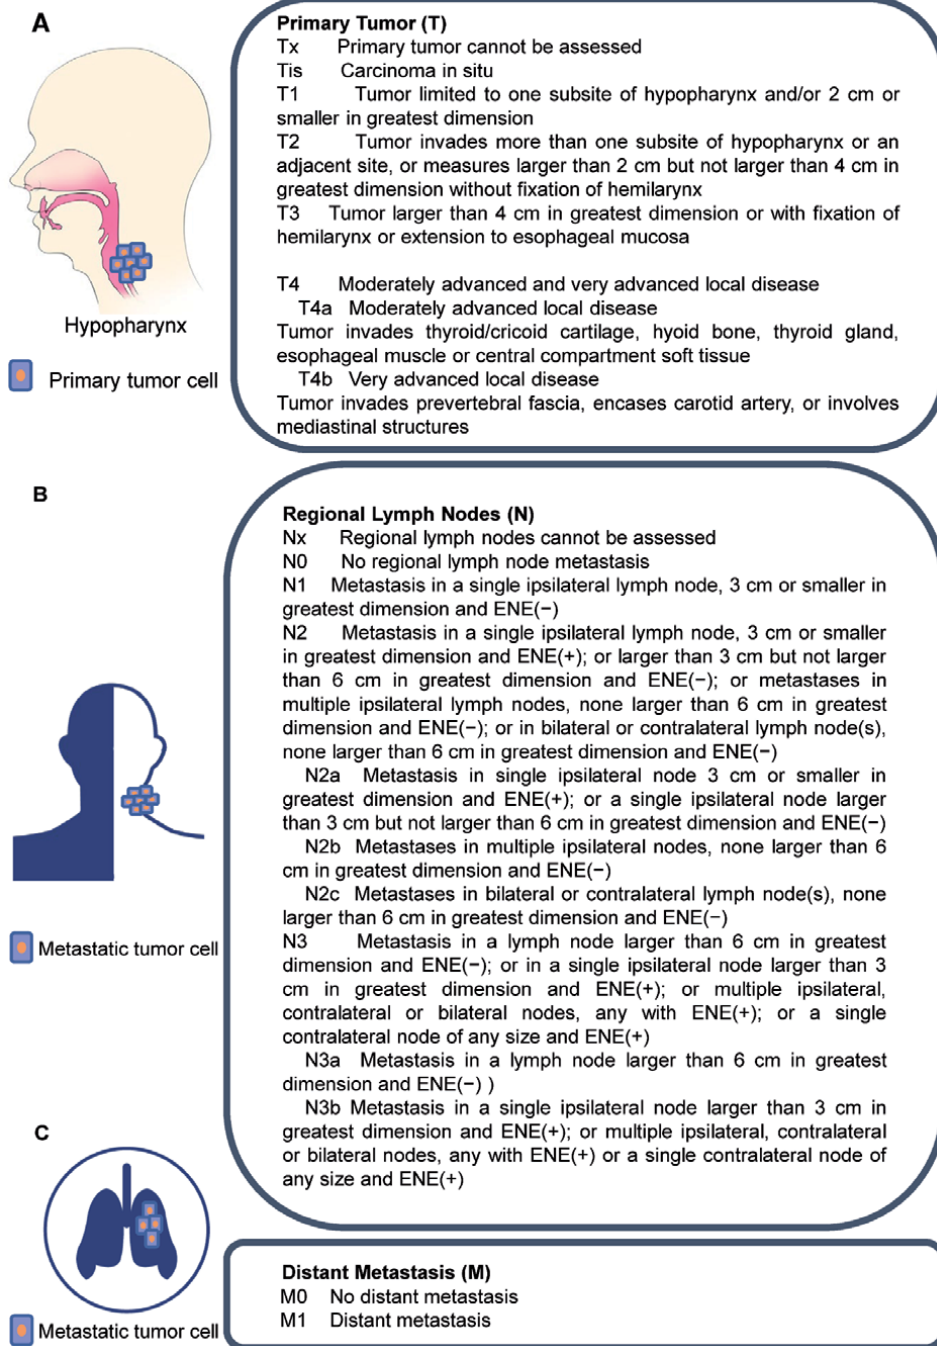 A
Primary Tumor (T)
Tx Primary tumor cannot be assessed
Tis Carcinoma in situ
T1 Tumor limited to one subsite of hypopharynx and/or 2 cm or
smaller in greatest dimension
T2 Tumor invades more than one subsite of hypopharynx or an
adjacent site, or measures larger than 2 cm but not larger than 4 cm in
greatest dimension without fixation of hemilarynx
T3 Tumor larger than 4 cm in greatest dimension or with fixation of
hemilarynx or extension to esophageal mucosa
T4 Moderately advanced and very advanced local disease
T4a Moderately advanced local disease
Tumor invades thyroid/cricoid cartilage, hyoid bone, thyroid gland,
esophageal muscle or central compartment soft tissue
T4b Very advanced local disease
Tumor invades prevertebral fascia, encases carotid artery, or involves
mediastinal structures
Hypopharynx
Primary tumor cell
B
Regional Lymph Nodes (N)
Nx Regional lymph nodes cannot be assessed
N0 No regional lymph node metastasis
N1 Metastasis in a single ipsilateral lymph node, 3 cm or smaller in
greatest dimension and ENE(−)
N2 Metastasis in a single ipsilateral lymph node, 3 cm or smaller
in greatest dimension and ENE(+); or larger than 3 cm but not larger
than 6 cm in greatest dimension and ENE(−); or metastases in
multiple ipsilateral lymph nodes, none larger than 6 cm in greatest
dimension and ENE(−); or in bilateral or contralateral lymph node(s),
none larger than 6 cm in greatest dimension and ENE(−)
N2a Metastasis in single ipsilateral node 3 cm or smaller in
greatest dimension and ENE(+); or a single ipsilateral node larger
than 3 cm but not larger than 6 cm in greatest dimension and ENE(−)
N2b Metastases in multiple ipsilateral nodes, none larger than 6
cm in greatest dimension and ENE(−)
N2c Metastases in bilateral or contralateral lymph node(s), none
larger than 6 cm in greatest dimension and ENE(−)
N3 Metastasis in a lymph node larger than 6 cm in greatest
dimension and ENE(−); or in a single ipsilateral node larger than 3
cm in greatest dimension and ENE(+); or multiple ipsilateral,
contralateral or bilateral nodes, any with ENE(+); or a single
contralateral node of any size and ENE(+)
N3a Metastasis in a lymph node larger than 6 cm in greatest
dimension and ENE(−) )
N3b Metastasis in a single ipsilateral node larger than 3 cm in
greatest dimension and ENE(+); or multiple ipsilateral, contralateral
or bilateral nodes, any with ENE(+) or a single contralateral node of
any size and ENE(+)
Metastatic tumor cell
C
Distant Metastasis (M)
M0 No distant metastasis
M1 Distant metastasis
Metastatic tumor cell